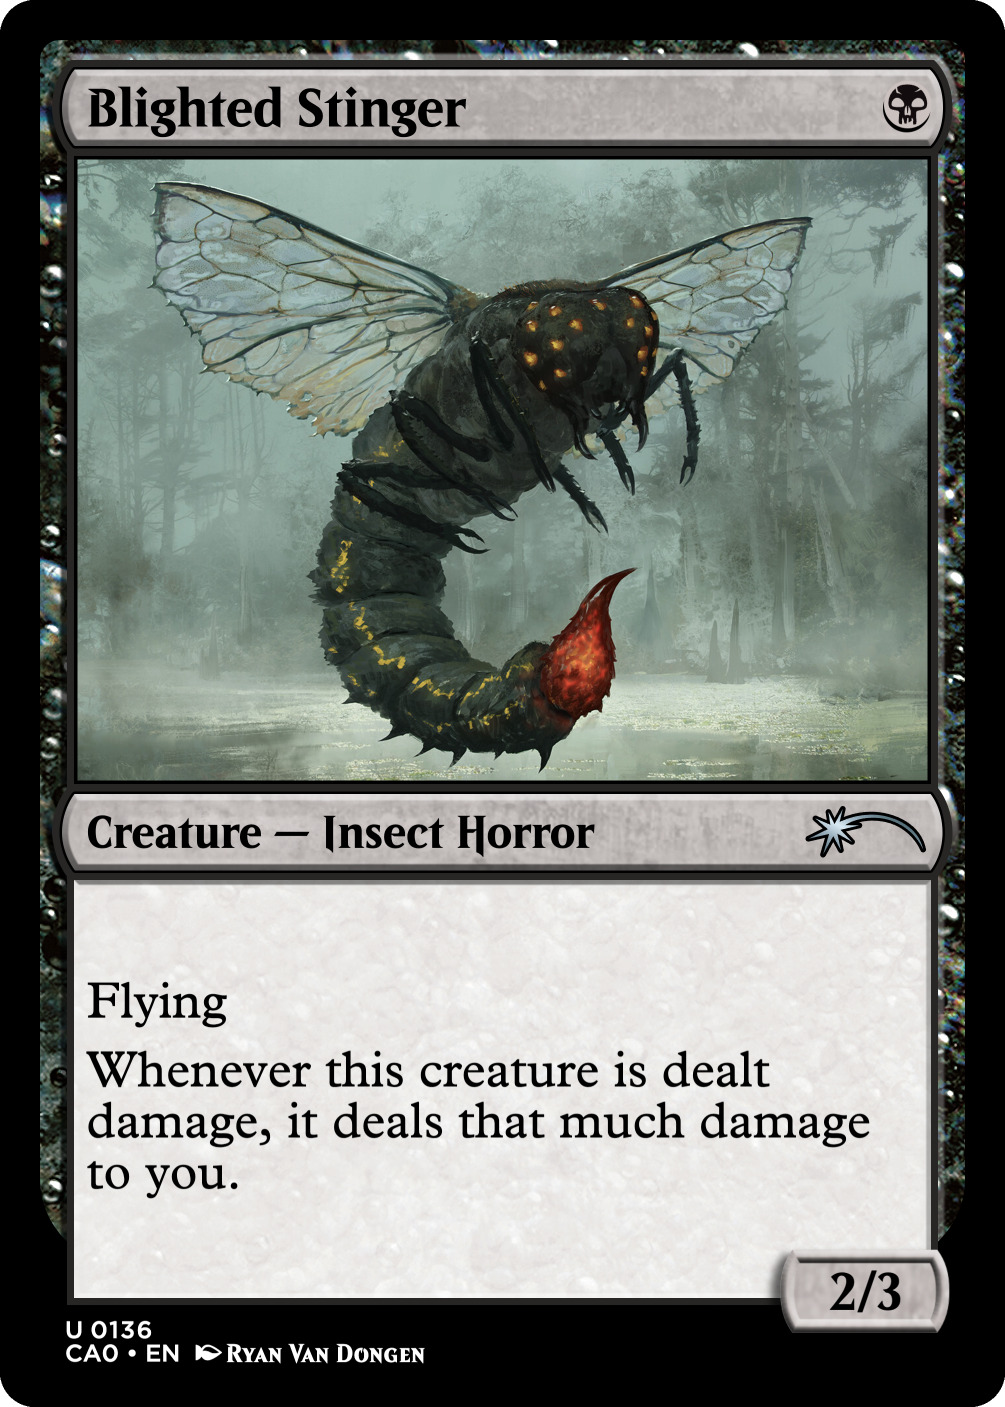 Blighted Stinger
Creature — Insect Horror
Flying
Whenever this creature is dealt
damage, it deals that much damage
to you.
2/3
U 0136
CAO • EN Ryan Van Dongen